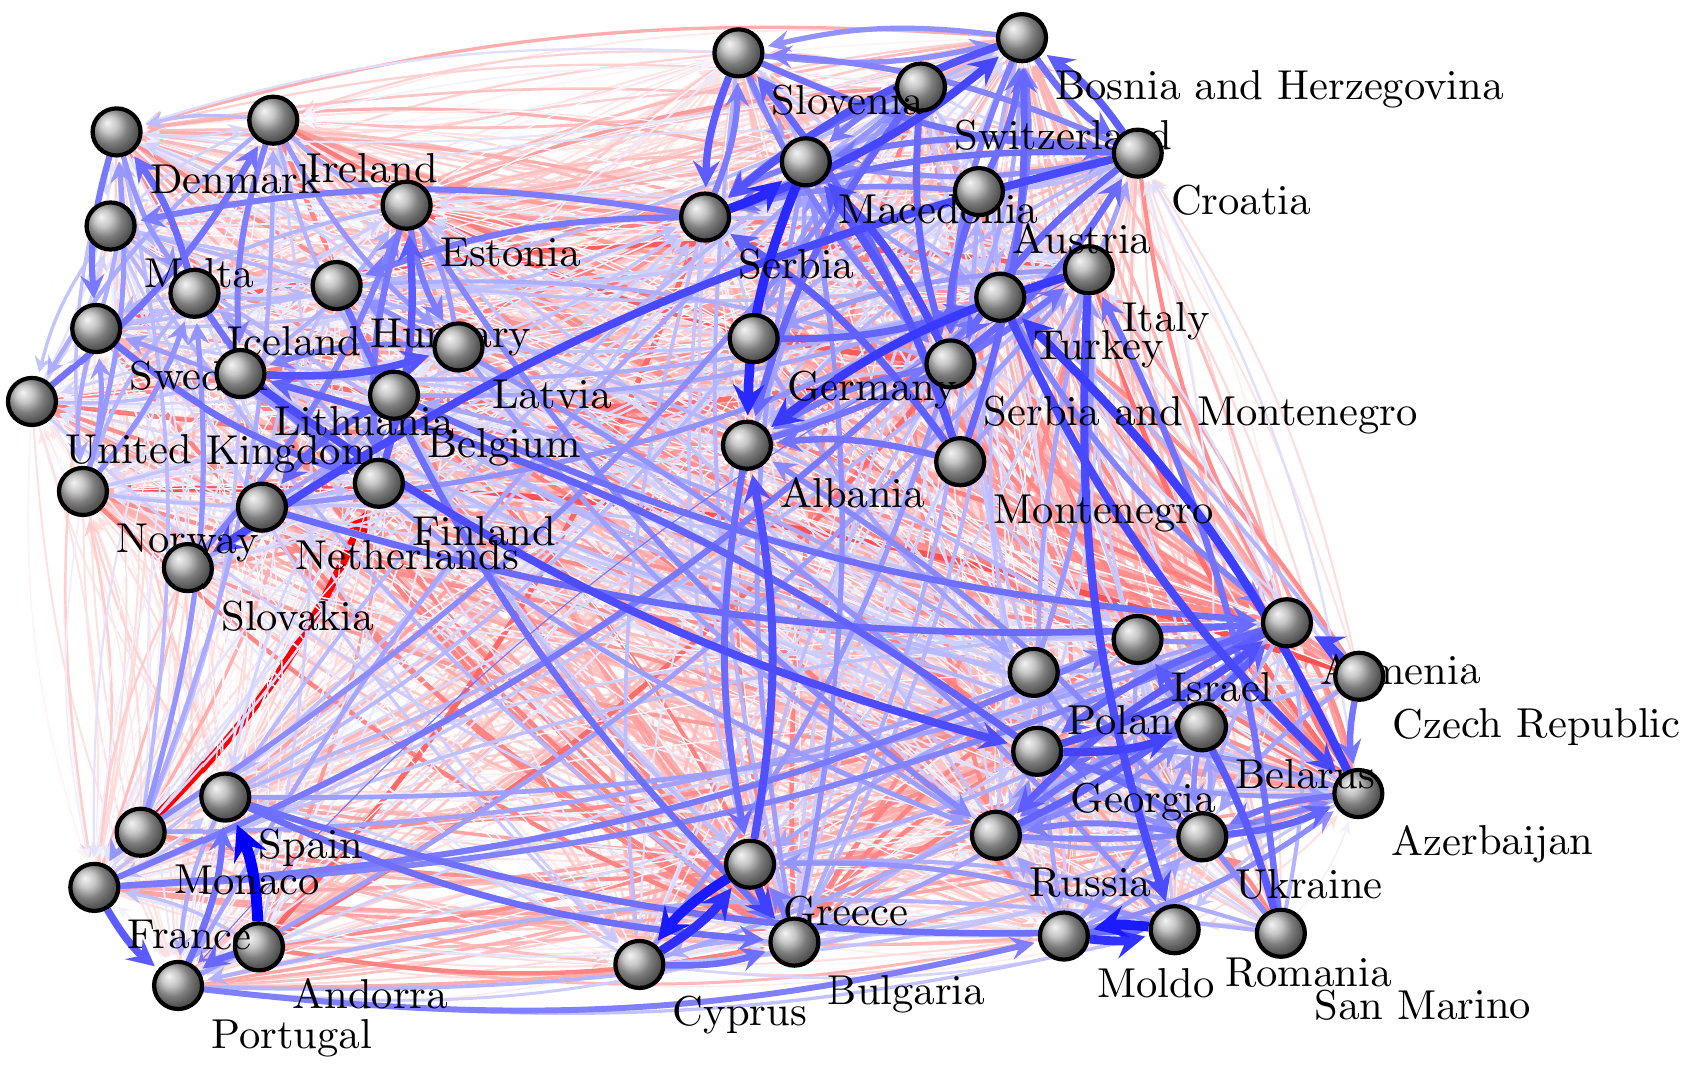 Bosnia and Herzegovina
Slovenia
Switzerland
Ireland
Denmark
Croatia
Macedonia
Austria
Estonia
Serbia
Malta
Italy
Turkey
Hungary
Iceland
Sweden
Germany
Latvia
Serbia and Montenegro
Lithuania
Belgium
United Kingdom
Albania
Montenegro
Finland
Norway
Netherlands
Slovakia
Armenia
Israel
Poland
Czech Republic
Belarus
Georgia
Azerbaijan
Spain
Monaco
Russia
Ukraine
Greece
France
Romania
Moldo
Bulgaria
Andorra
San Marino
Cyprus
Portugal